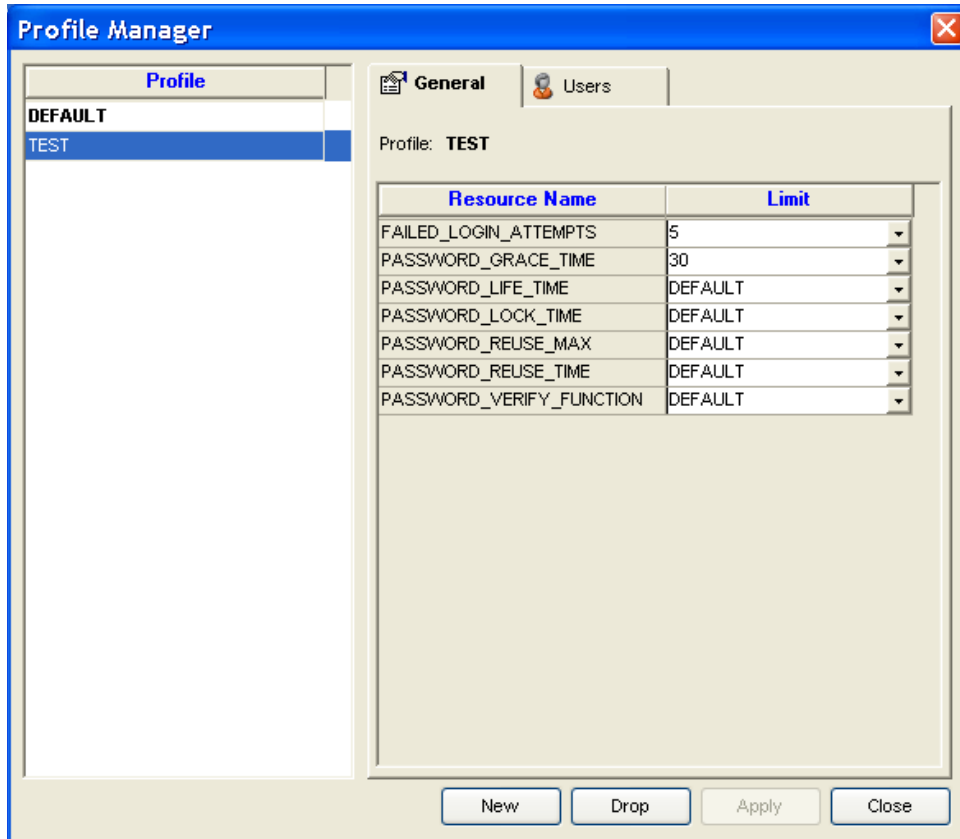 Profile Manager
Profile
DEFAULT
TEST
General
Users
Profile: TEST
Resource Name Limit
FAILED_LOGIN_ATTEMPTS 5
PASSWORD_GRACE_TIME 30
PASSWORD_LIFE_TIME DEFAULT
PASSWORD_LOCK_TIME DEFAULT
PASSWORD_REUSE_MAX DEFAULT
PASSWORD_REUSE_TIME DEFAULT
PASSWORD_VERIFY_FUNCTION DEFAULT
New Drop Apply Close